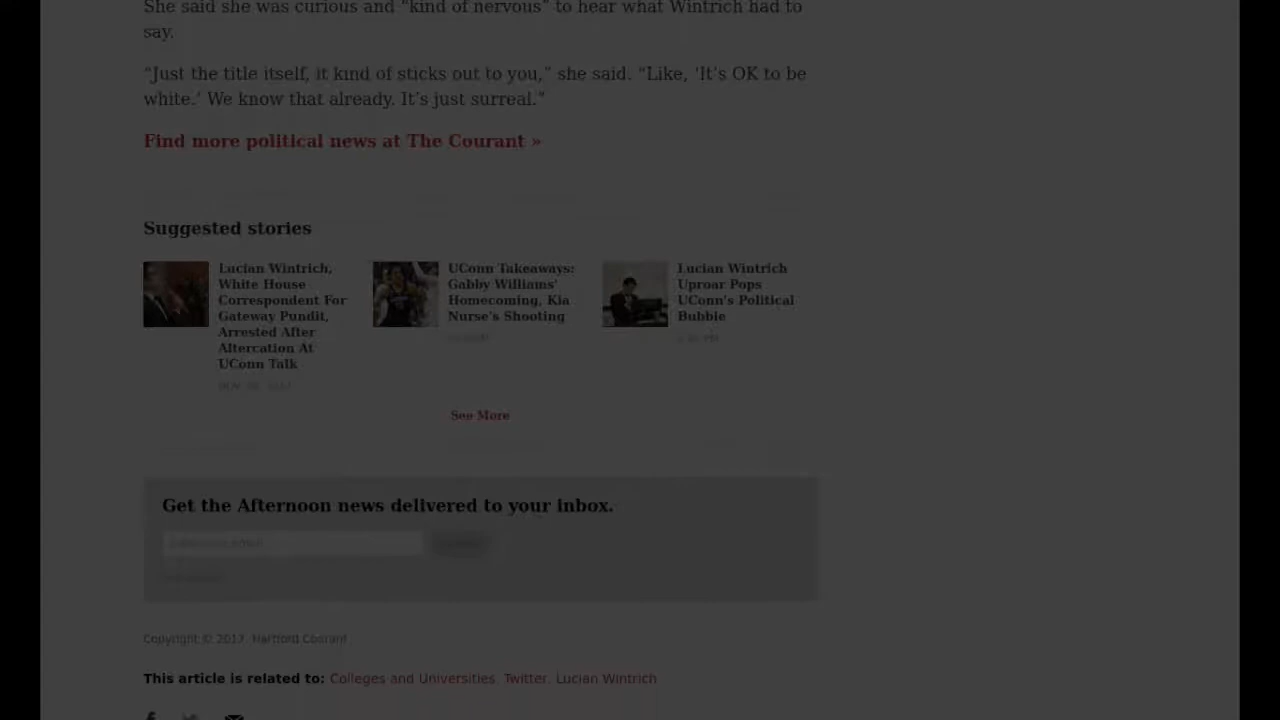 She said she was curious and “kind of nervous” to hear what Wintrich had to
say.
“Just the title itself, it kind of sticks out to you,” she said. “Like, ‘It’s OK to be
white.’ We know that already. It’s just surreal.”
Find more political news at The Courant »
Suggested stories
Lucian Wintrich,
White House
Correspondent For
Gateway Pundit,
Arrested After
Altercation At
UConn Talk
UConn Takeaways:
Gabby Williams'
Homecoming, Kia
Nurse's Shooting
Lucian Wintrich
Uproar Pops
UConn's Political
Bubble
See More
Get the Afternoon news delivered to your inbox.
Copyright © 2017, Hartford Courant
This article is related to: Colleges and Universities, Twitter, Lucian Wintrich